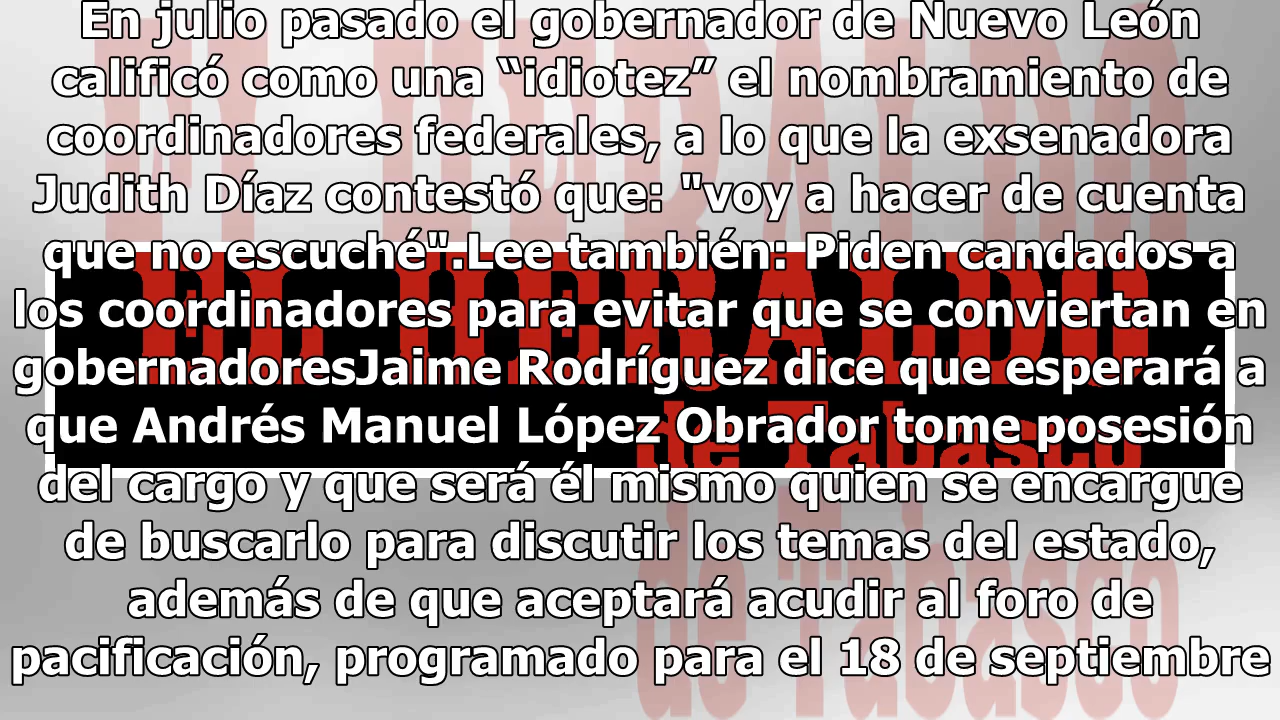 En julio pasado el gobernador de Nuevo León
calificó como una “idiotez” el nombramiento de
coordinadores federales, a lo que la exsenadora
Judith Díaz contestó que: "voy a hacer de cuenta
que no escuché".Lee también: Piden candados a
los coordinadores para evitar que se conviertan en
gobernadoresJaime Rodríguez dice que esperará a
que Andrés Manuel López Obrador tome posesión
del cargo y que será él mismo quien se encargue
de buscarlo para discutir los temas del estado,
además de que aceptará acudir al foro de
pacificación, programado para el 18 de septiembre
EL HERALDO
de Tabasco